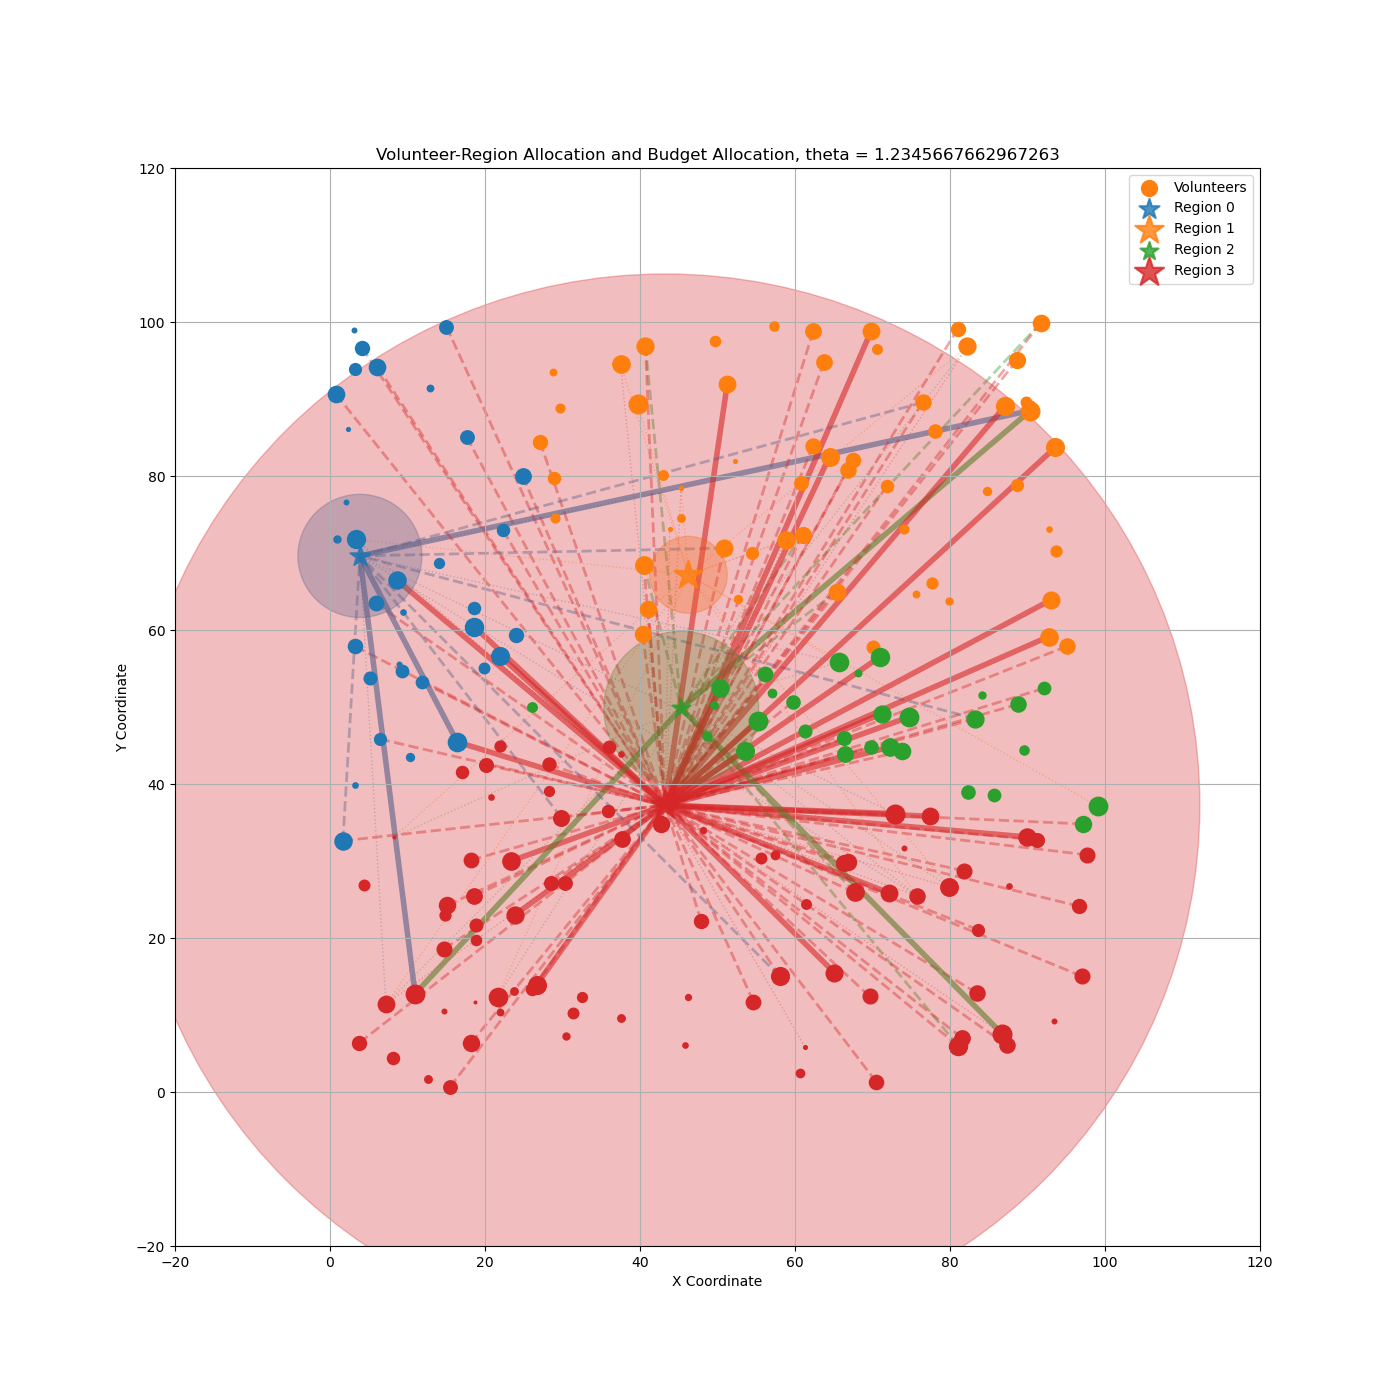 Volunteer-Region Allocation and Budget Allocation, theta = 1.2345667662967263
Volunteers
Region 0
Region 1
Region 2
Region 3
120
100
80
60
40
20
0
−20
Y Coordinate
−20
0
20
40
60
80
100
120
X Coordinate